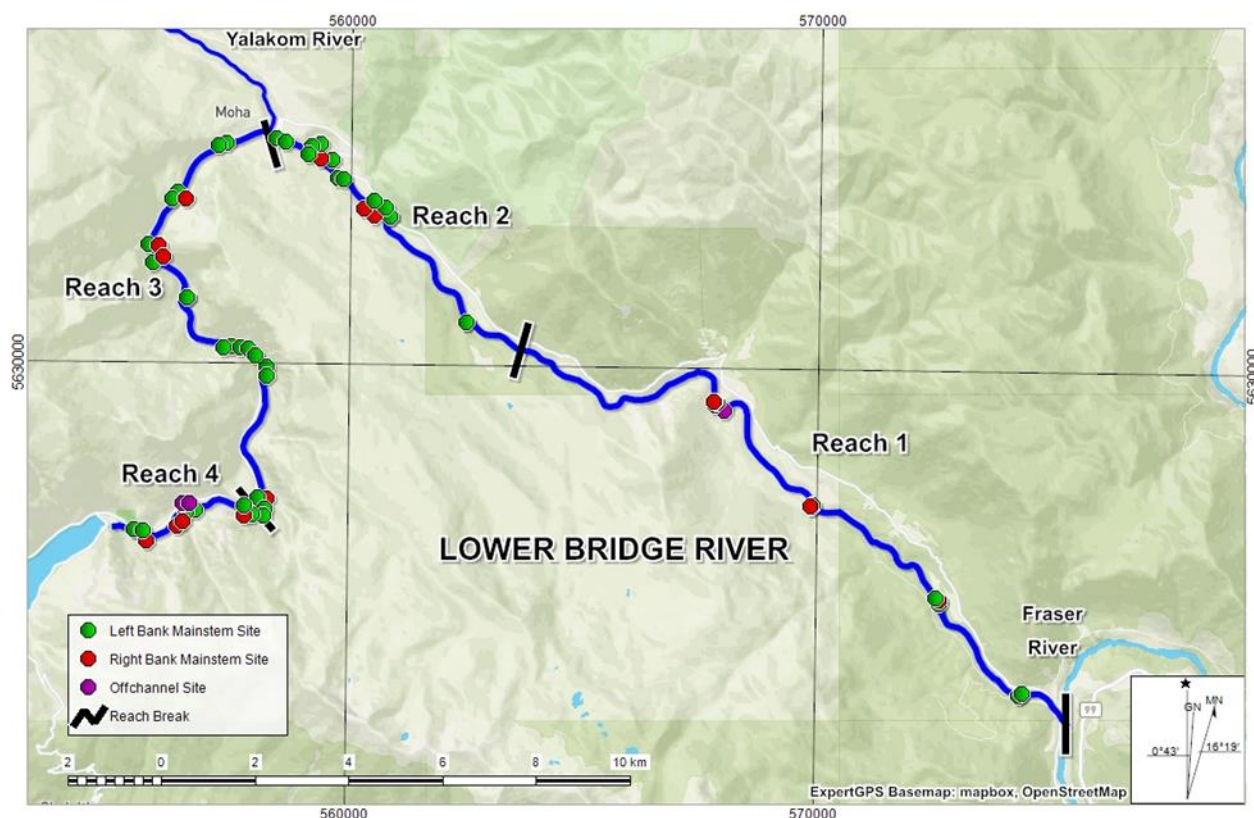 560000
570000
Yalakom River
Moha
Reach 2
Reach 3
5630000
5630000
Reach 1
Reach 4
LOWER BRIDGE RIVER
Fraser
River
Left Bank Mainstem Site
Right Bank Mainstem Site
Offchannel Site
Reach Break
99
GN
MN
0°43'
16°19'
2 0 2 4 6 8 10 km
ExpertGPS Basemap: mapbox, OpenStreetMap
560000
570000